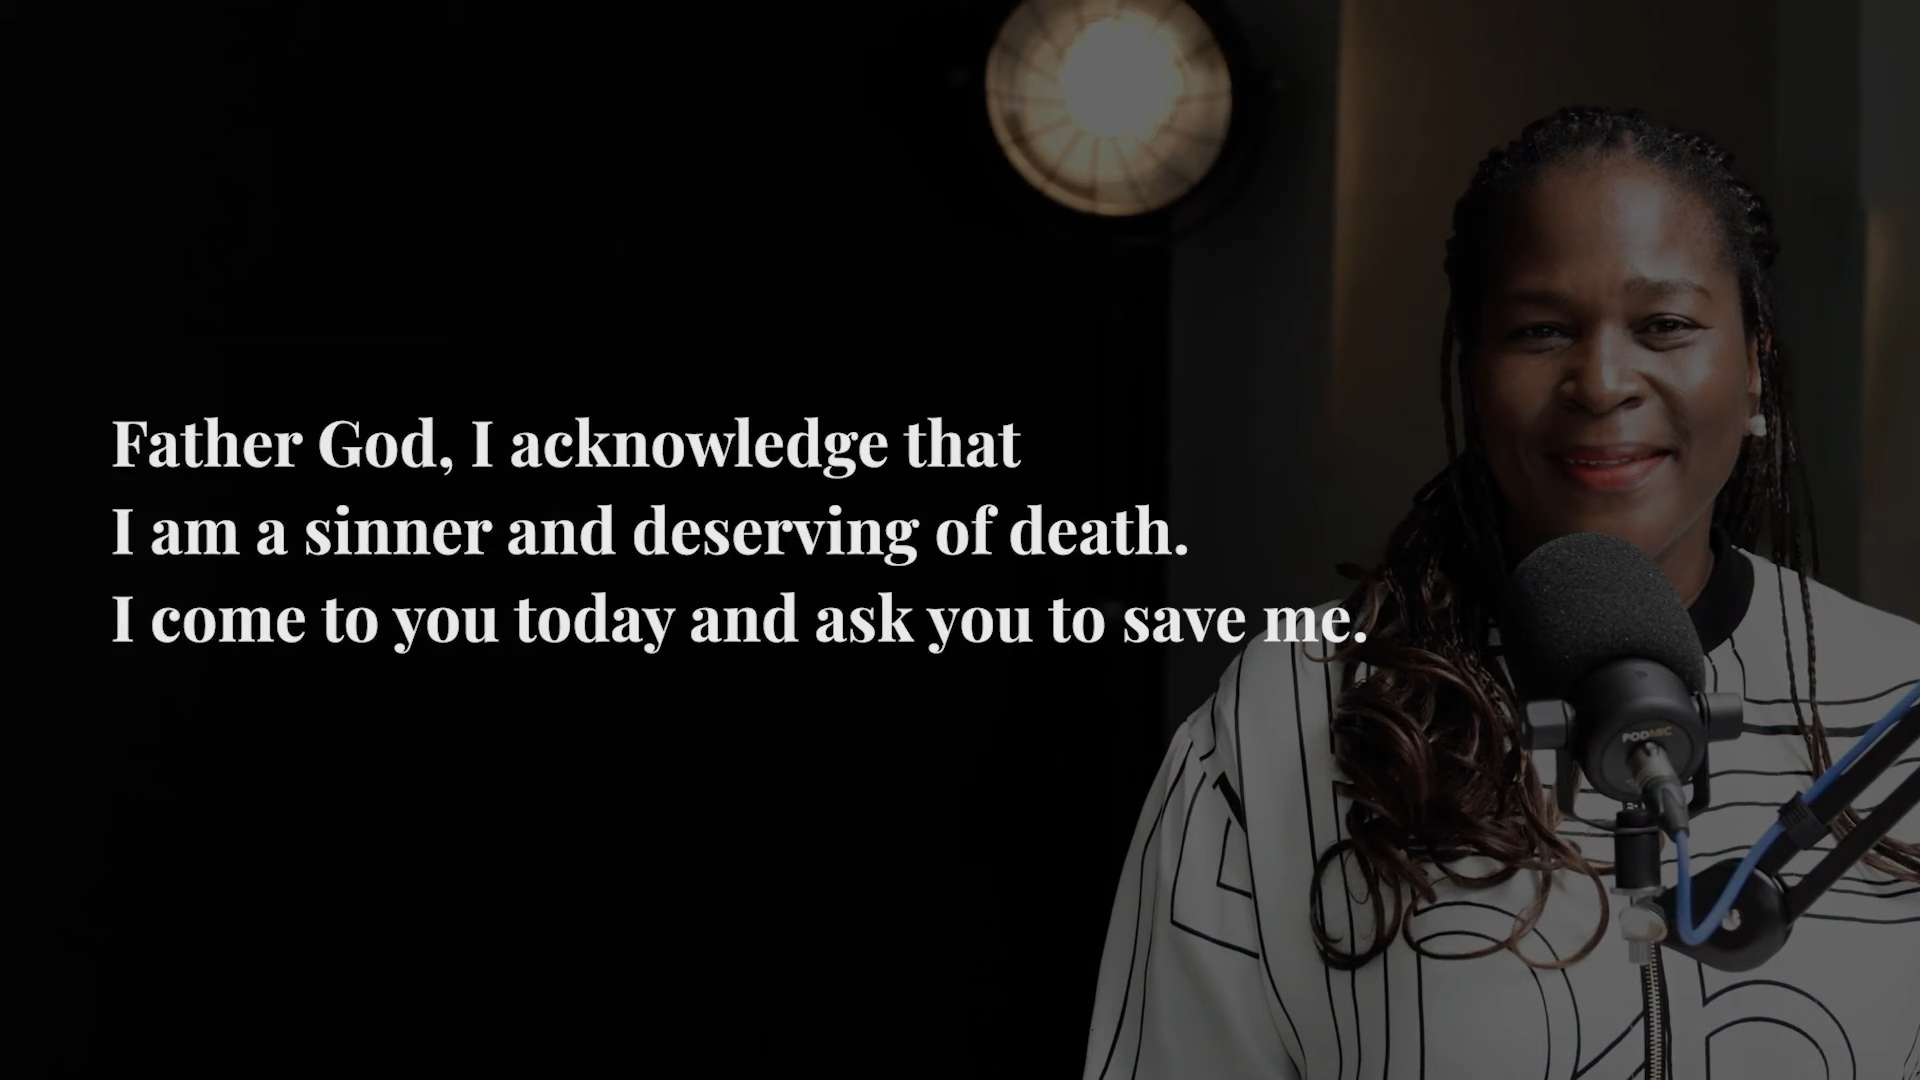 Father God, I acknowledge that
I am a sinner and deserving of death.
I come to you today and ask you to save me.
PODMIC